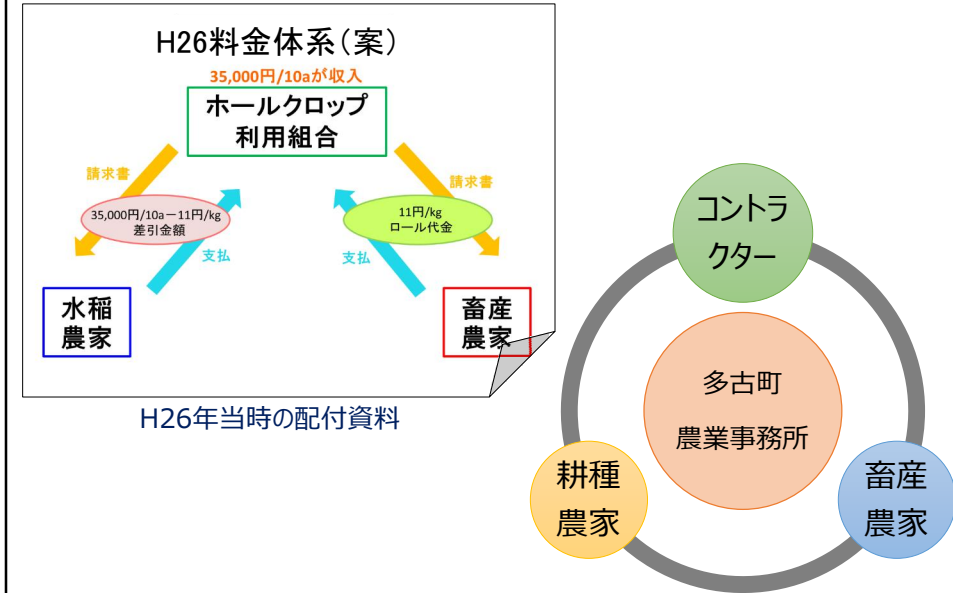 H26料金体系(案)
35,000円/10aが収入
ホールクロップ
利用組合
請求書
請求書
35,000円/10a－11円/kg
差引金額
11円/kg
ロール代金
支払
支払
水稲
農家
畜産
農家
H26年当時の配付資料
コントラ
クター
多古町
農業事務所
耕種
農家
畜産
農家